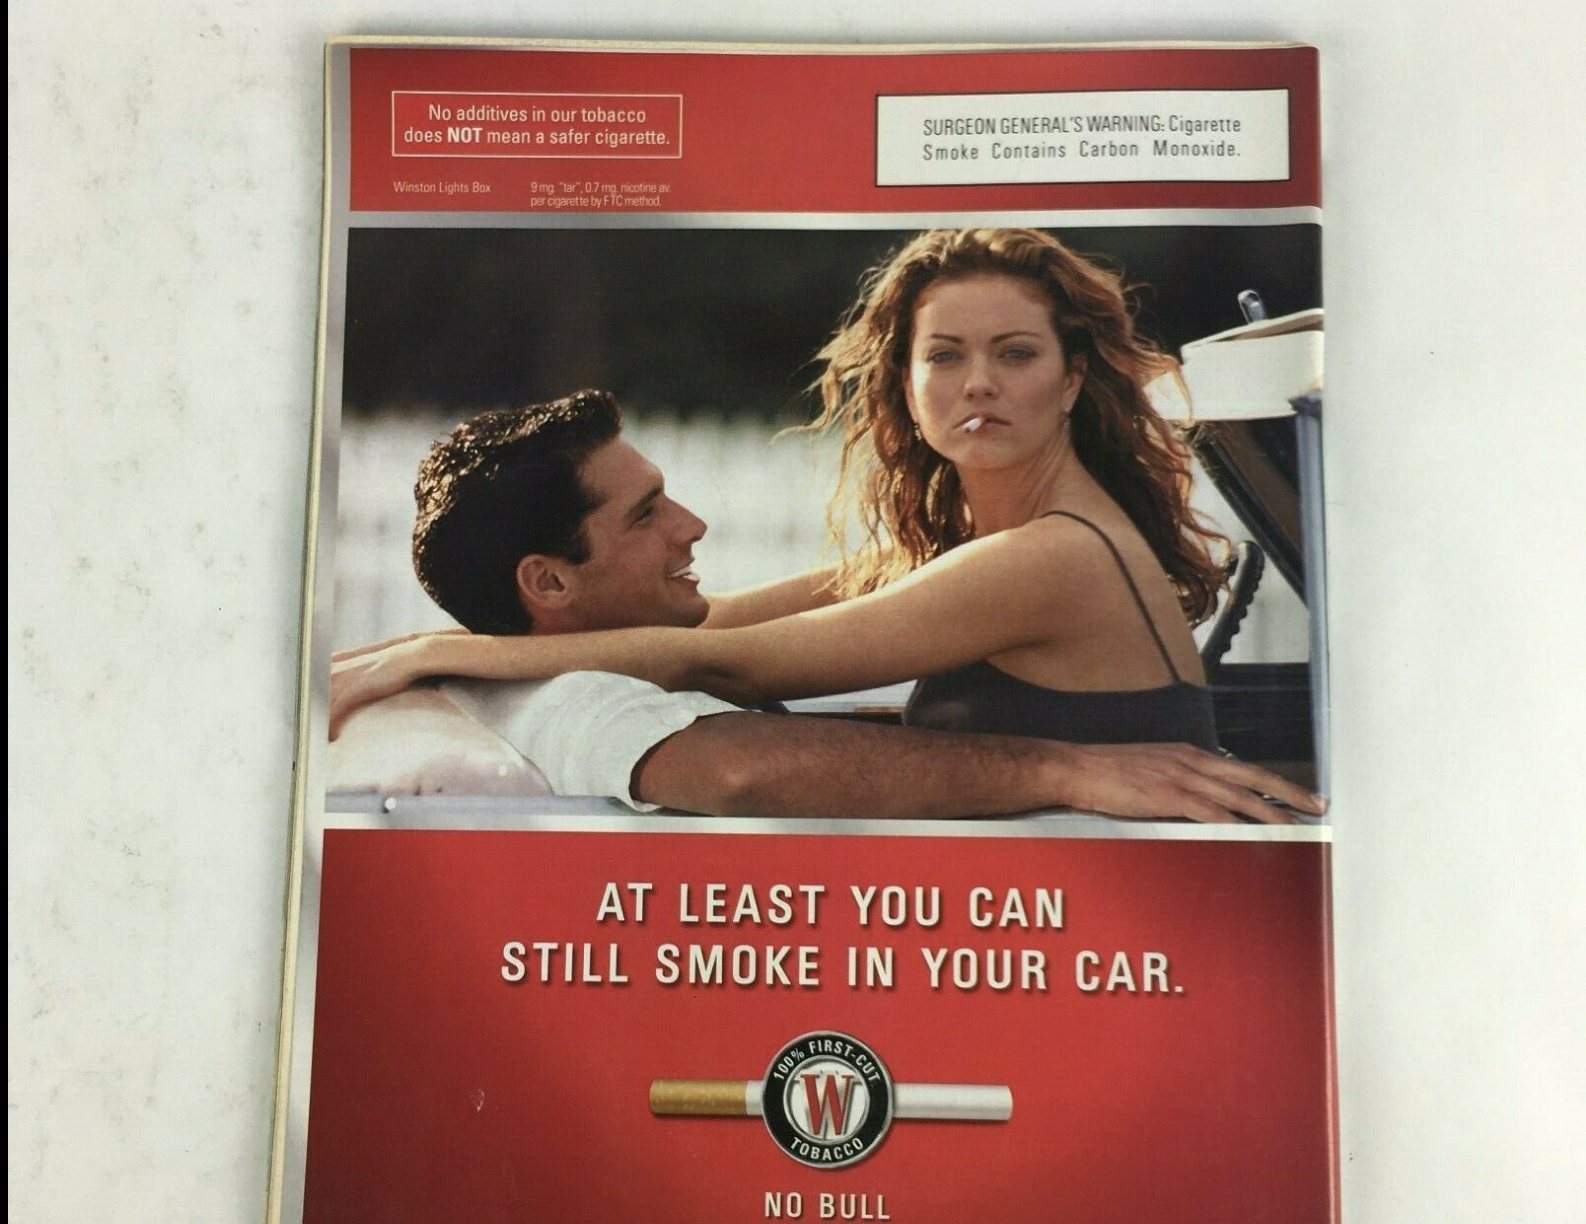 No additives in our tobacco
does NOT mean a safer cigarette.
SURGEON GENERAL'S WARNING: Cigarette
Smoke Contains Carbon Monoxide.
Winston Lights Box
9 mg. "tar", 0.7 mg. nicotine av.
per cigarette by FTC method.
AT LEAST YOU CAN
STILL SMOKE IN YOUR CAR.
100% FIRST-CUT
W
TOBACCO
NO BULL